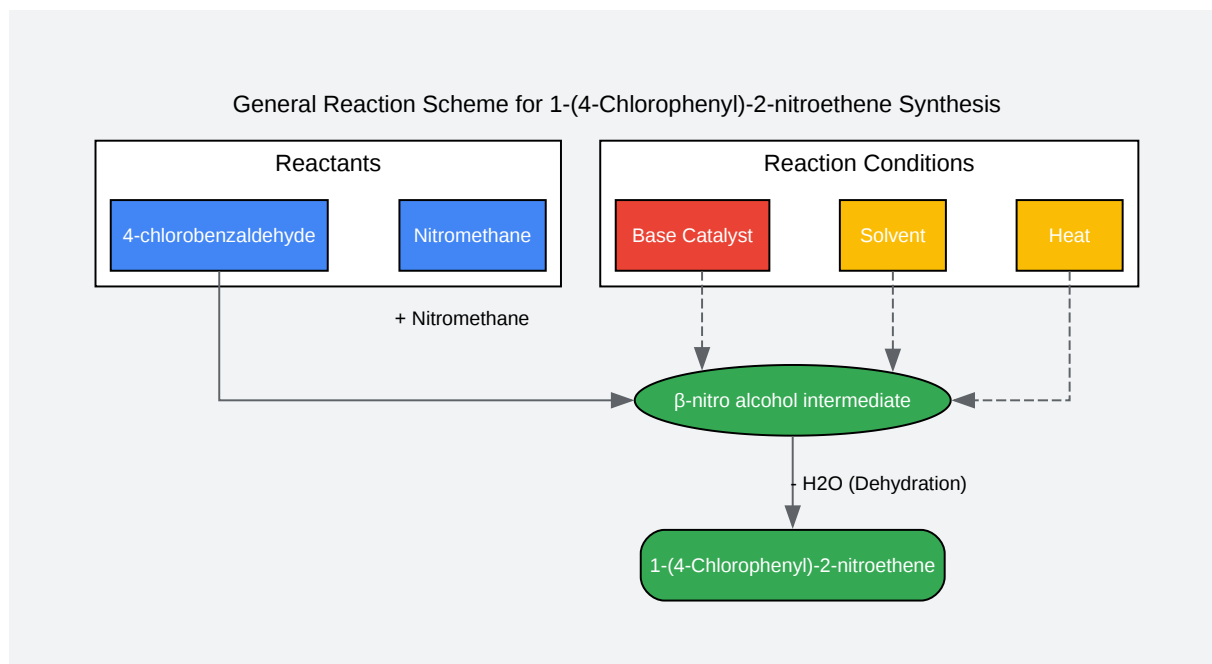 General Reaction Scheme for 1-(4-Chlorophenyl)-2-nitroethene Synthesis
Reactants
Reaction Conditions
4-chlorobenzaldehyde
Nitromethane
Base Catalyst
Solvent
Heat
+ Nitromethane
β-nitro alcohol intermediate
- H2O (Dehydration)
1-(4-Chlorophenyl)-2-nitroethene